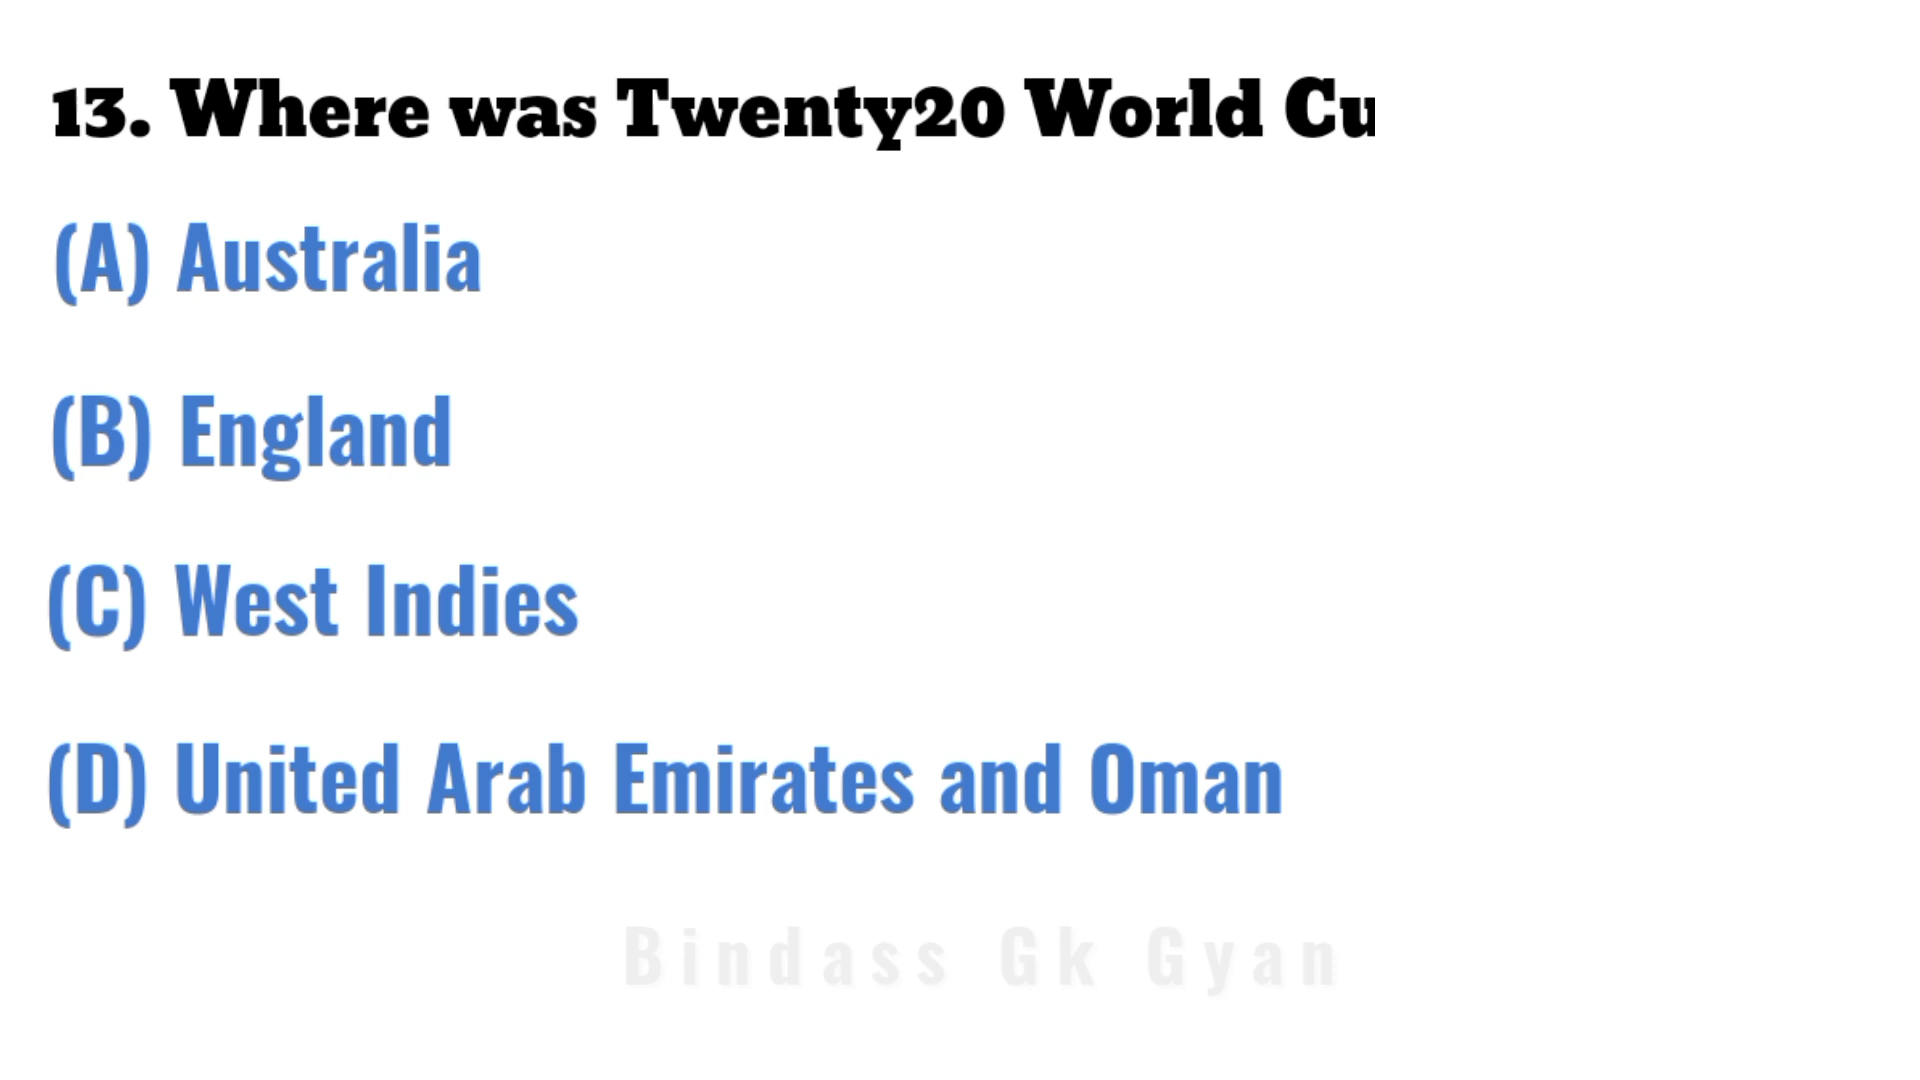 13. Where was Twenty20 World Cu
(A) Australia
(B) England
(C) West Indies
(D) United Arab Emirates and Oman
Bindass Gk Gyan